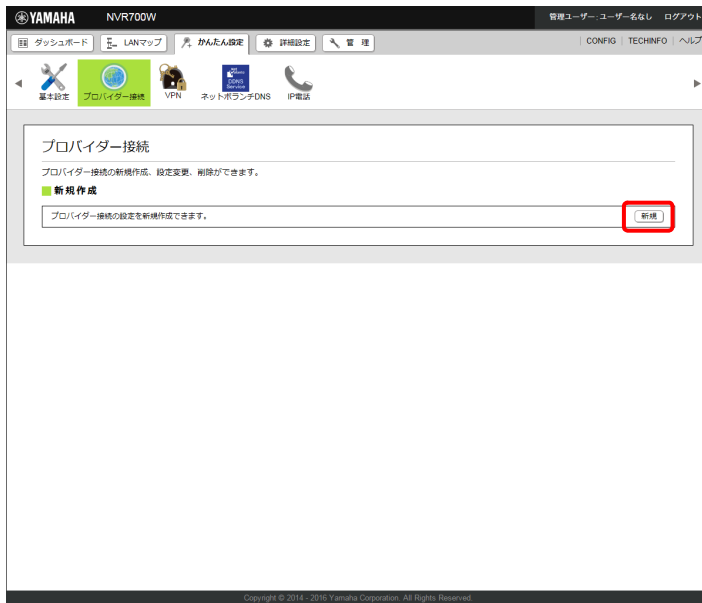 YAMAHA NVR700W 管理ユーザー:ユーザー名なし ログアウト
ダッシュボード LANマップ かんたん設定 詳細設定 管理 CONFIG TECHINFO ヘルプ
基本設定 プロバイダー接続 VPN DDNS Service ネットボランチDNS IP電話
プロバイダー接続
プロバイダー接続の新規作成、設定変更、削除ができます。
新規作成
プロバイダー接続の設定を新規作成できます。 新規
Copyright © 2014 - 2016 Yamaha Corporation. All Rights Reserved.